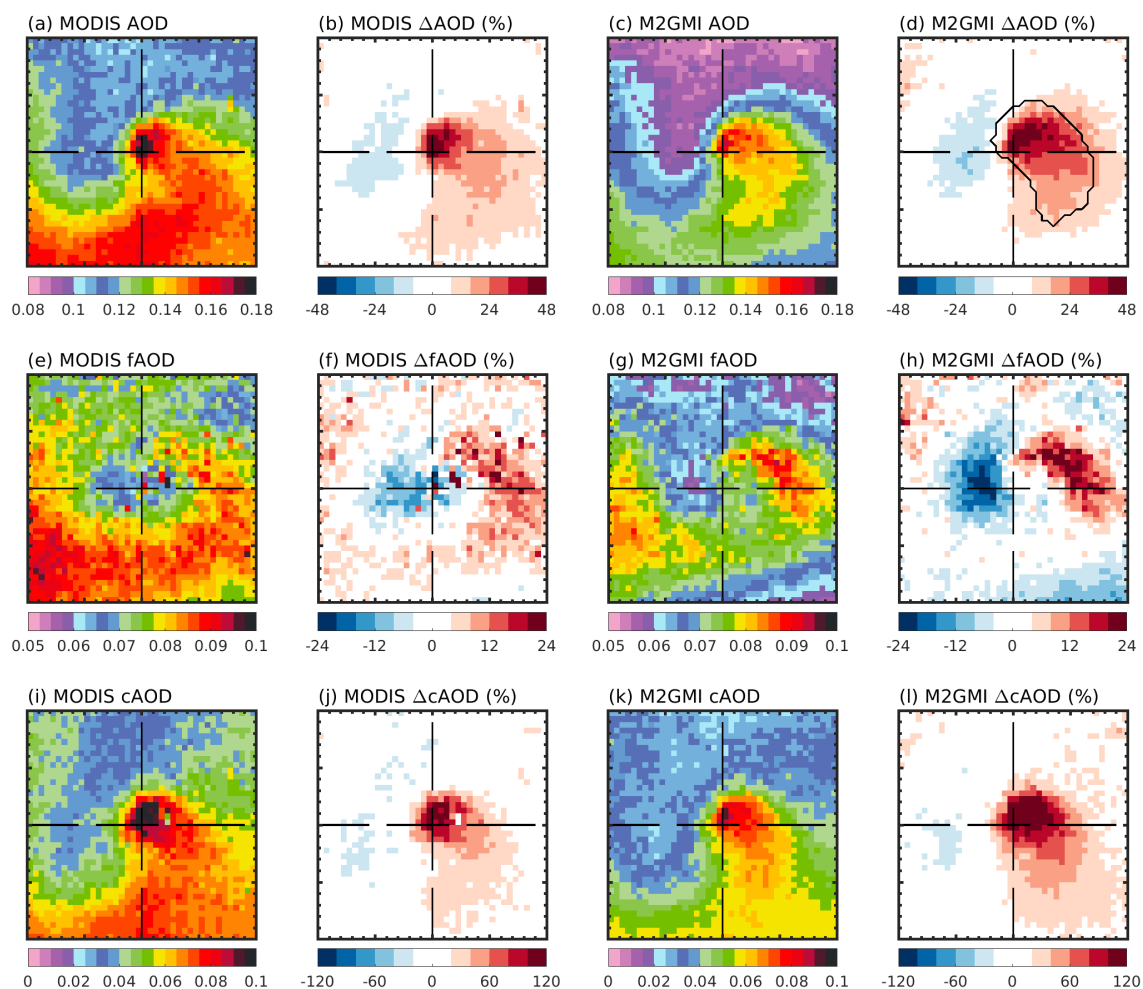 (a) MODIS AOD
(b) MODIS ΔAOD (%)
(c) M2GMI AOD
(d) M2GMI ΔAOD (%)
0.08 0.1 0.12 0.14 0.16 0.18
-48 -24 0 24 48
0.08 0.1 0.12 0.14 0.16 0.18
-48 -24 0 24 48
(e) MODIS fAOD
(f) MODIS ΔfAOD (%)
(g) M2GMI fAOD
(h) M2GMI ΔfAOD (%)
0.05 0.06 0.07 0.08 0.09 0.1
-24 -12 0 12 24
0.05 0.06 0.07 0.08 0.09 0.1
-24 -12 0 12 24
(i) MODIS cAOD
(j) MODIS ΔcAOD (%)
(k) M2GMI cAOD
(l) M2GMI ΔcAOD (%)
0 0.02 0.04 0.06 0.08 0.1
-120 -60 0 60 120
0 0.02 0.04 0.06 0.08 0.1
-120 -60 0 60 120